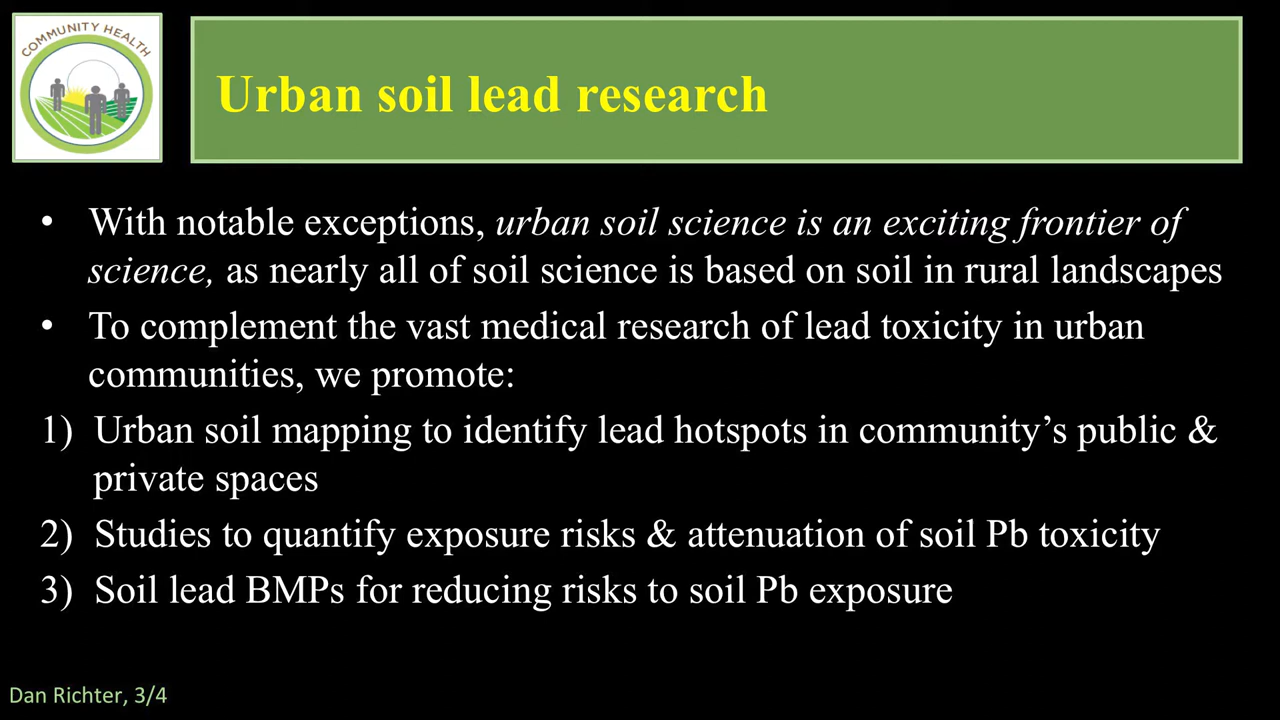 COMMUNITY HEALTH
Urban soil lead research
• With notable exceptions, urban soil science is an exciting frontier of
science, as nearly all of soil science is based on soil in rural landscapes
• To complement the vast medical research of lead toxicity in urban
communities, we promote:
1) Urban soil mapping to identify lead hotspots in community’s public &
private spaces
2) Studies to quantify exposure risks & attenuation of soil Pb toxicity
3) Soil lead BMPs for reducing risks to soil Pb exposure
Dan Richter, 3/4